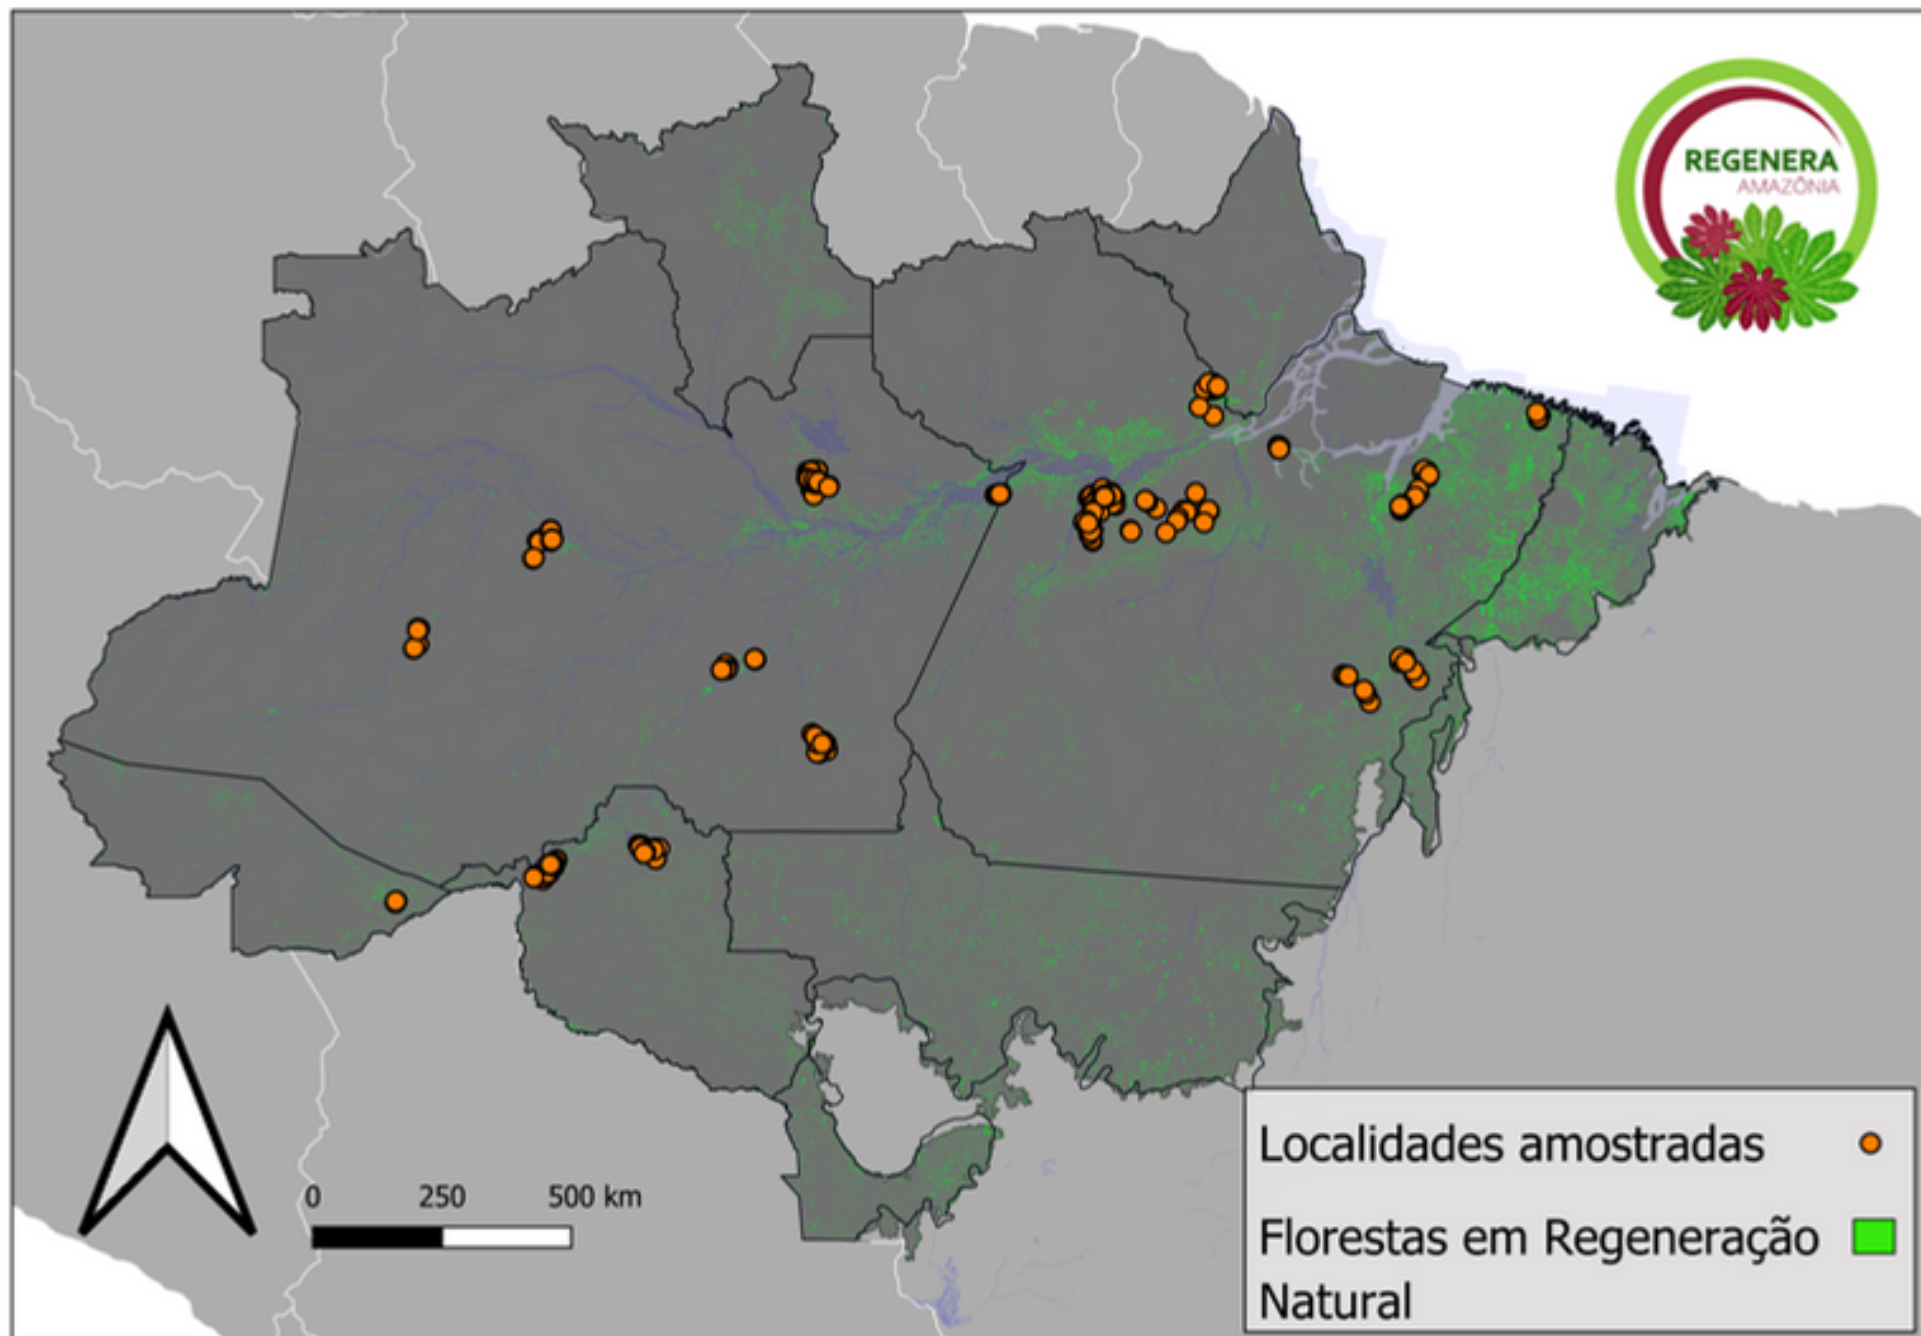 REGENERA
AMAZÔNIA
0 250 500 km
Localidades amostradas
Florestas em Regeneração
Natural